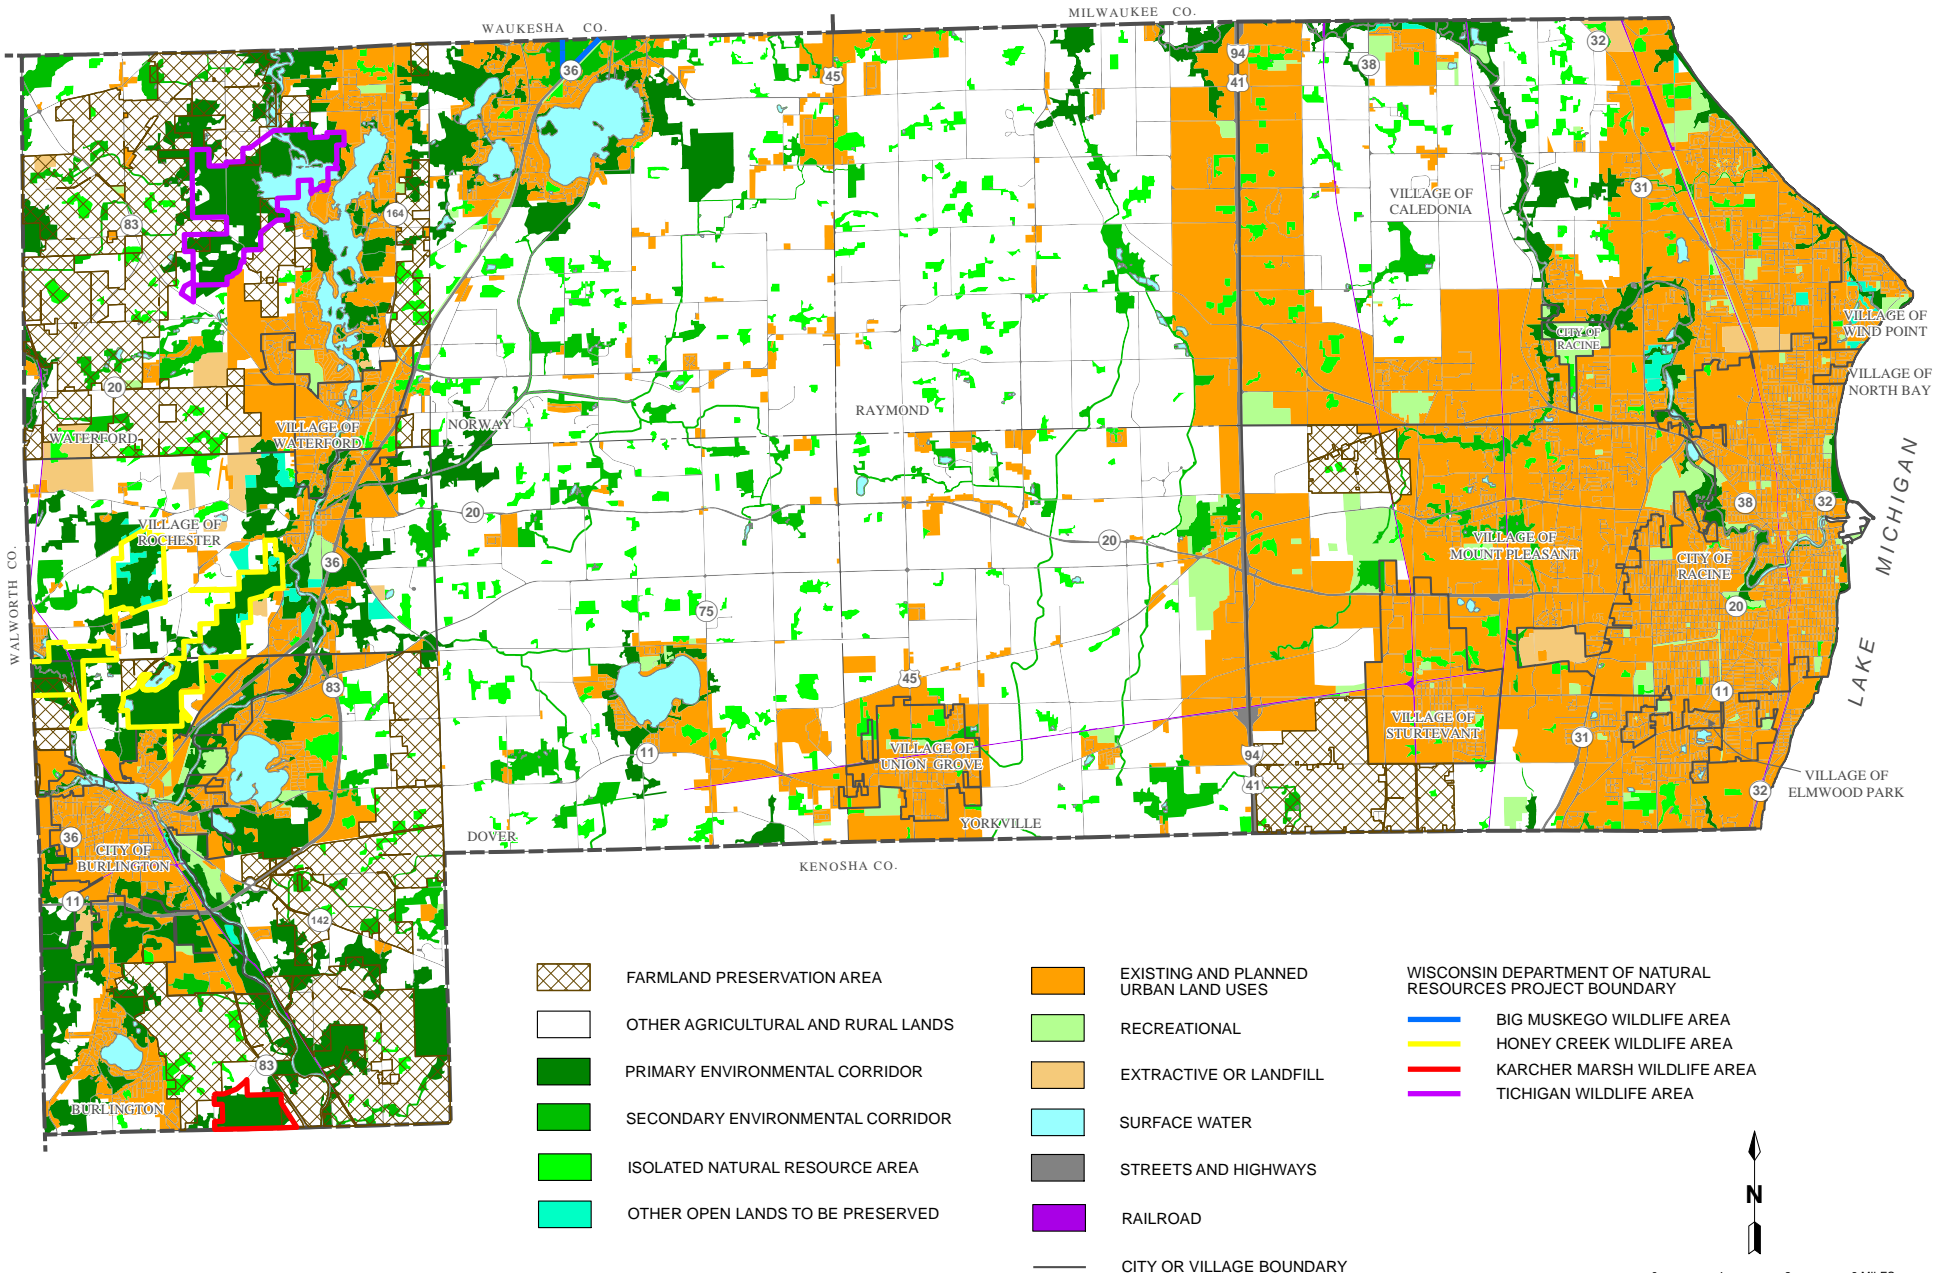 WAUKESHA CO.
MILWAUKEE CO.
36
45
94
41
38
32
83
164
31
VILLAGE OF
CALEDONIA
CITY OF
RACINE
VILLAGE OF
WIND POINT
VILLAGE OF
NORTH BAY
20
WATERFORD
VILLAGE OF
WATERFORD
NORWAY
RAYMOND
LAKE MICHIGAN
WALWORTH CO.
VILLAGE OF
ROCHESTER
20
36
20
75
VILLAGE OF
MOUNT PLEASANT
38
32
CITY OF
RACINE
20
83
45
11
VILLAGE OF
UNION GROVE
94
41
VILLAGE OF
STURTEVANT
11
31
32
VILLAGE OF
ELMWOOD PARK
36
CITY OF
BURLINGTON
11
DOVER
YORKVILLE
KENOSHA CO.
142
83
BURLINGTON
FARMLAND PRESERVATION AREA
OTHER AGRICULTURAL AND RURAL LANDS
PRIMARY ENVIRONMENTAL CORRIDOR
SECONDARY ENVIRONMENTAL CORRIDOR
ISOLATED NATURAL RESOURCE AREA
OTHER OPEN LANDS TO BE PRESERVED
EXISTING AND PLANNED
URBAN LAND USES
RECREATIONAL
EXTRACTIVE OR LANDFILL
SURFACE WATER
STREETS AND HIGHWAYS
RAILROAD
CITY OR VILLAGE BOUNDARY
WISCONSIN DEPARTMENT OF NATURAL
RESOURCES PROJECT BOUNDARY
BIG MUSKEGO WILDLIFE AREA
HONEY CREEK WILDLIFE AREA
KARCHER MARSH WILDLIFE AREA
TICHIGAN WILDLIFE AREA
N